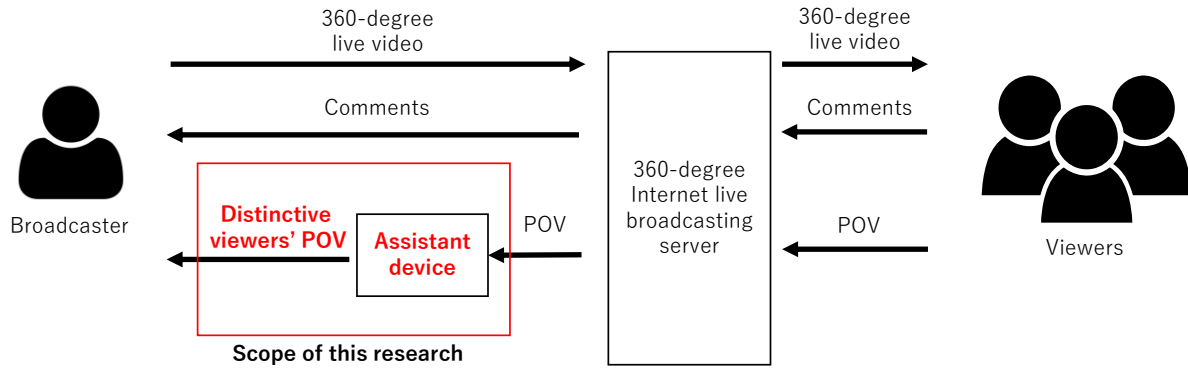 360-degree
live video
360-degree
live video
Comments
Comments
360-degree
Internet live
broadcasting
server
Broadcaster
Distinctive
viewers’ POV
Assistant
device
POV
POV
Viewers
Scope of this research